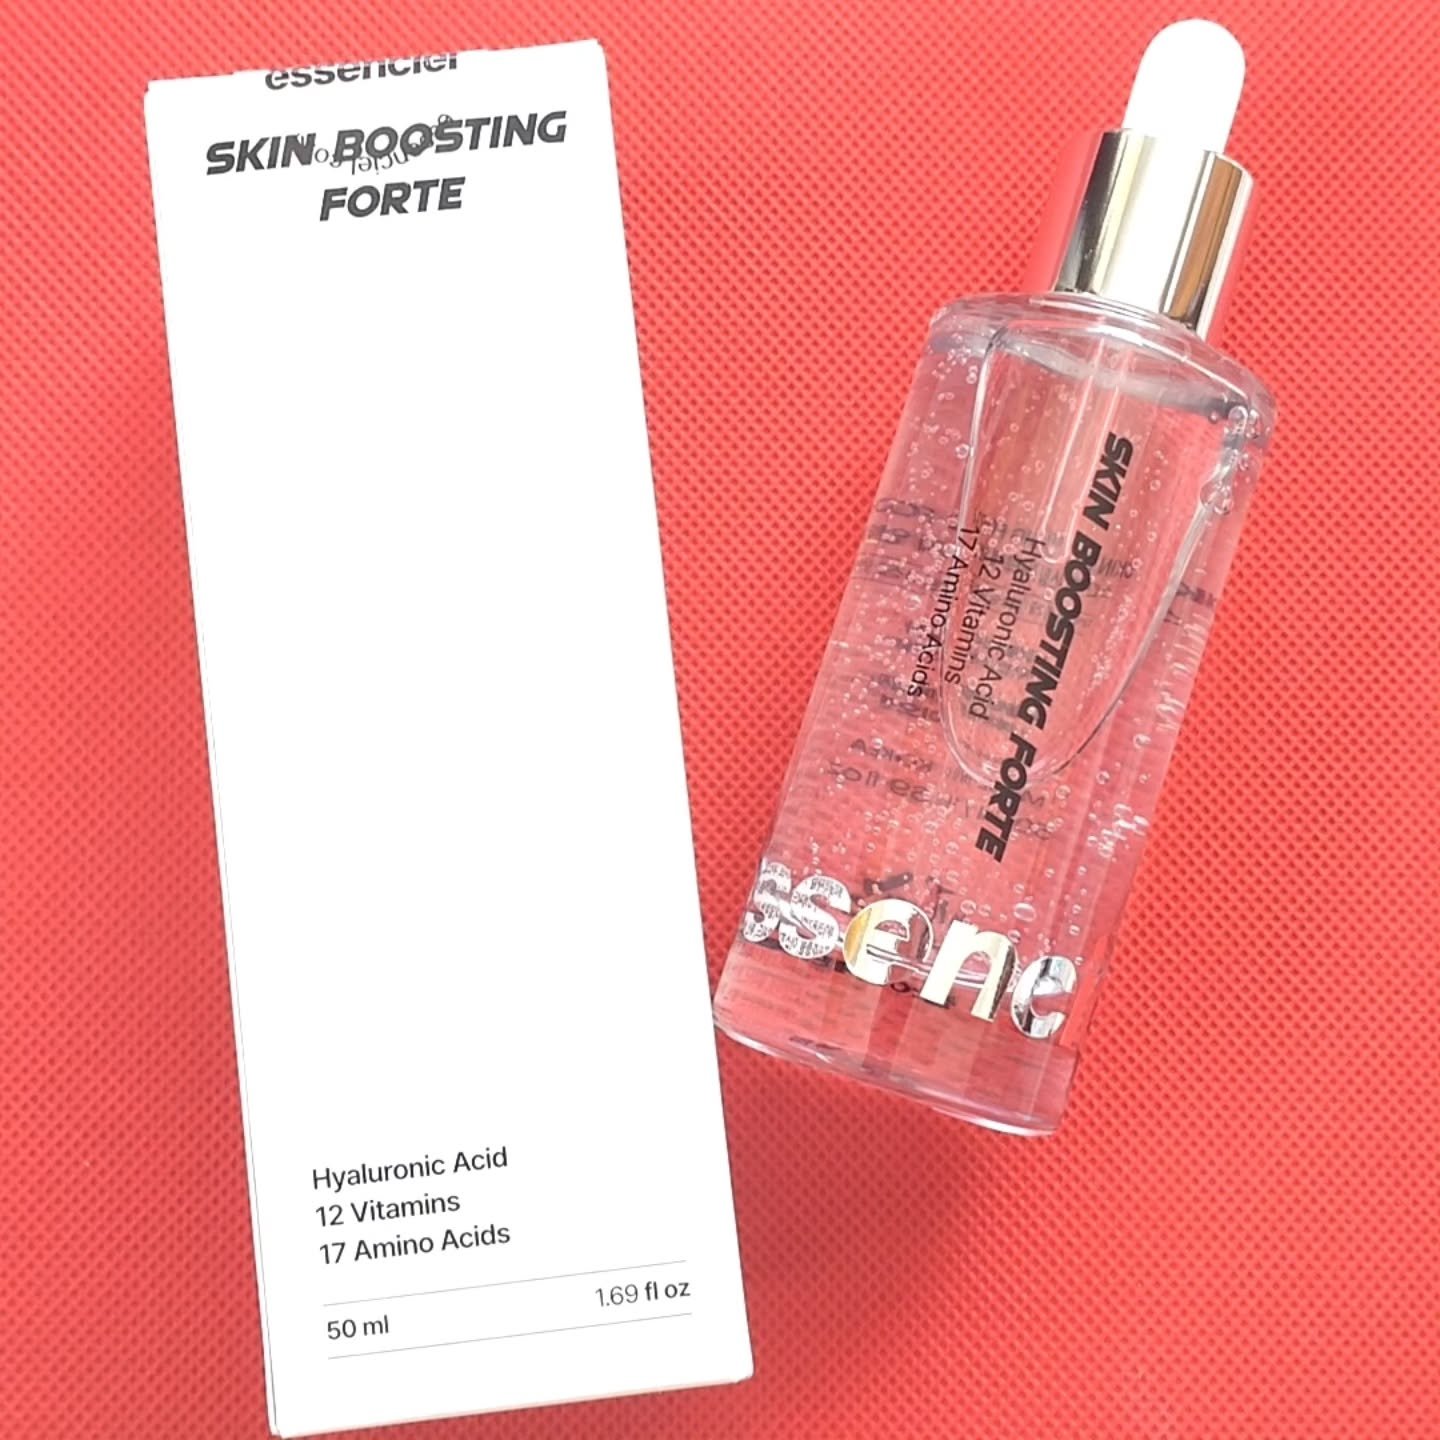 essenciel
SKIN BOOSTING
FORTE
Hyaluronic Acid
12 Vitamins
17 Amino Acids
50 ml
1.69 fl oz
SKIN BOOSTING FORTE
Hyaluronic Acid
12 Vitamins
17 Amino Acids
ssenc